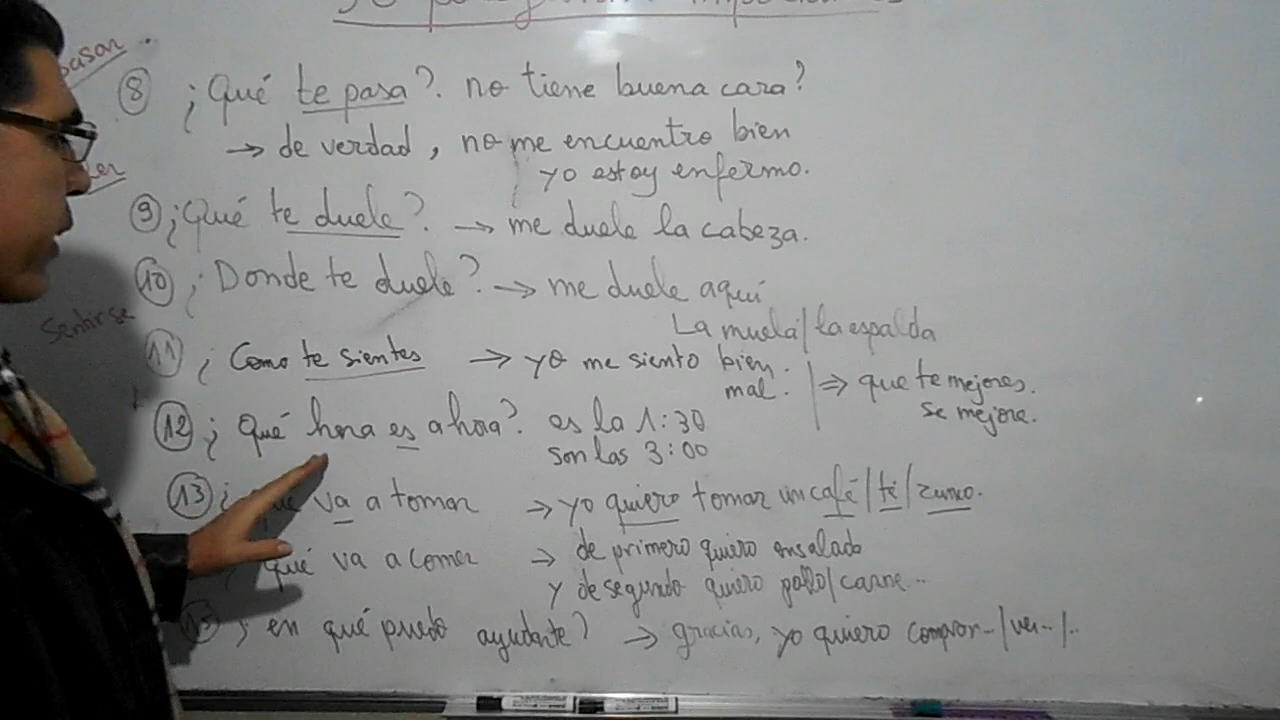 pasar
⑧ ¿Qué te pasa?. no tiene buena cara?
→ de verdad, no me encuentro bien
yo estoy enfermo.
⑨ ¿Qué te duele? → me duele la cabeza.
⑩ ¿Donde te duele? → me duele aquí
La muela/la espalda
Sentirse
⑪ ¿Como te sientes → yo me siento bien.
mal. ⇒ que te mejores.
se mejore.
⑫ ¿Qué hora es ahora? es la 1:30
son las 3:00
⑬ ¿que va a tomar → yo quiero tomar un café/té/zumo.
¿qué va a comer → de primero quiero ensalada
y de segundo quiero pollo/carne...
⑮ ¿en qué puedo ayudarte? → gracias, yo quiero comprar../ver../..